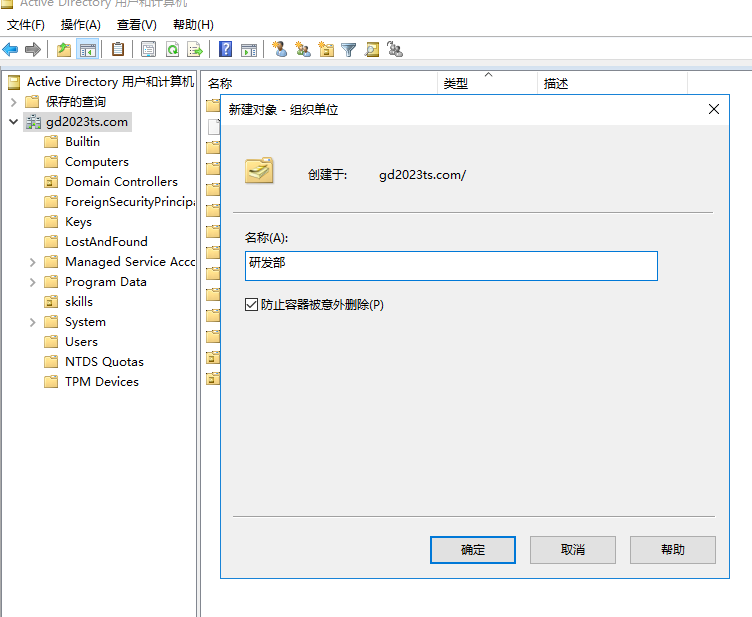 Active Directory 用户和计算机
文件(F) 操作(A) 查看(V) 帮助(H)
Active Directory 用户和计算机
保存的查询
gd2023ts.com
Builtin
Computers
Domain Controllers
ForeignSecurityPrincipa
Keys
LostAndFound
Managed Service Acco
Program Data
skills
System
Users
NTDS Quotas
TPM Devices
名称 类型 描述
新建对象 - 组织单位
创建于: gd2023ts.com/
名称(A):
研发部
防止容器被意外删除(P)
确定 取消 帮助